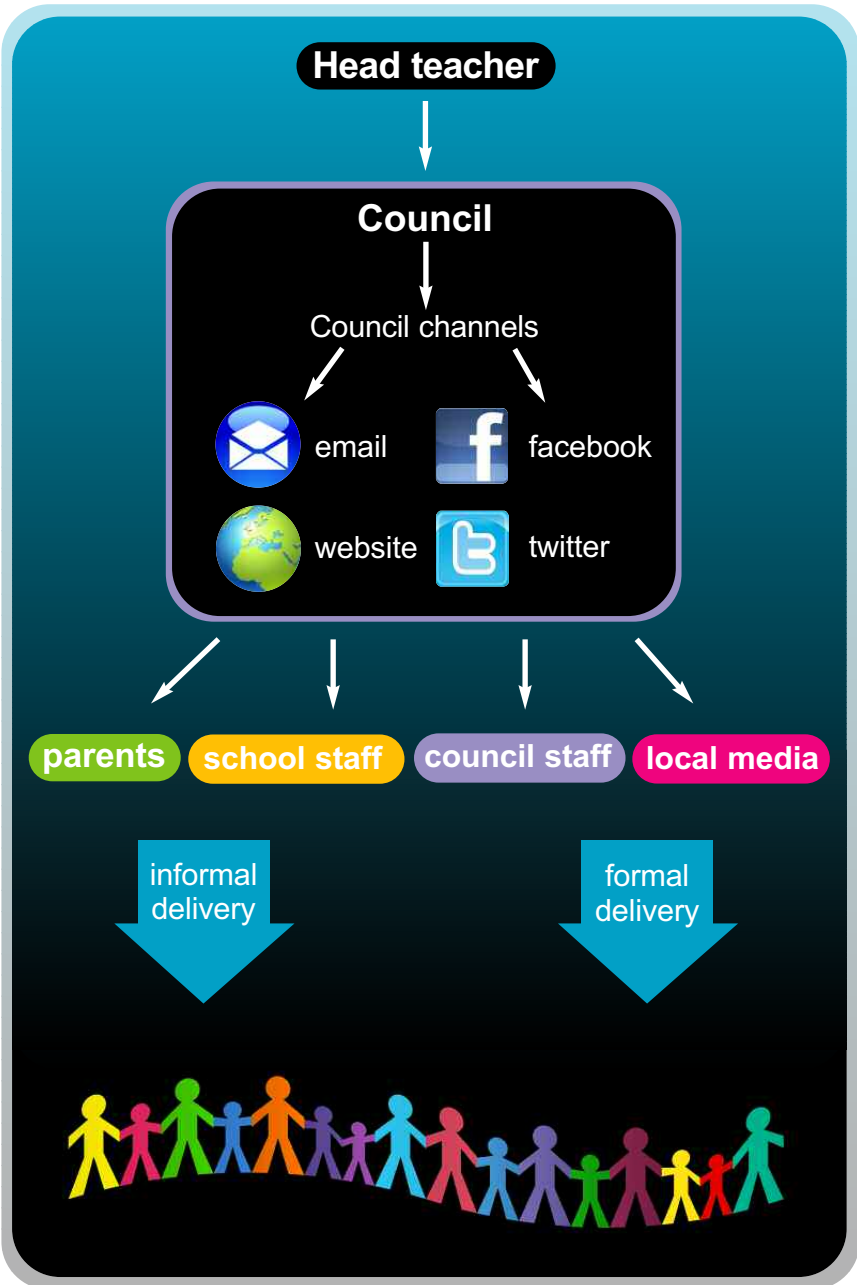 Head teacher
Council
Council channels
email
facebook
website
twitter
parents
school staff
council staff
local media
informal
delivery
formal
delivery